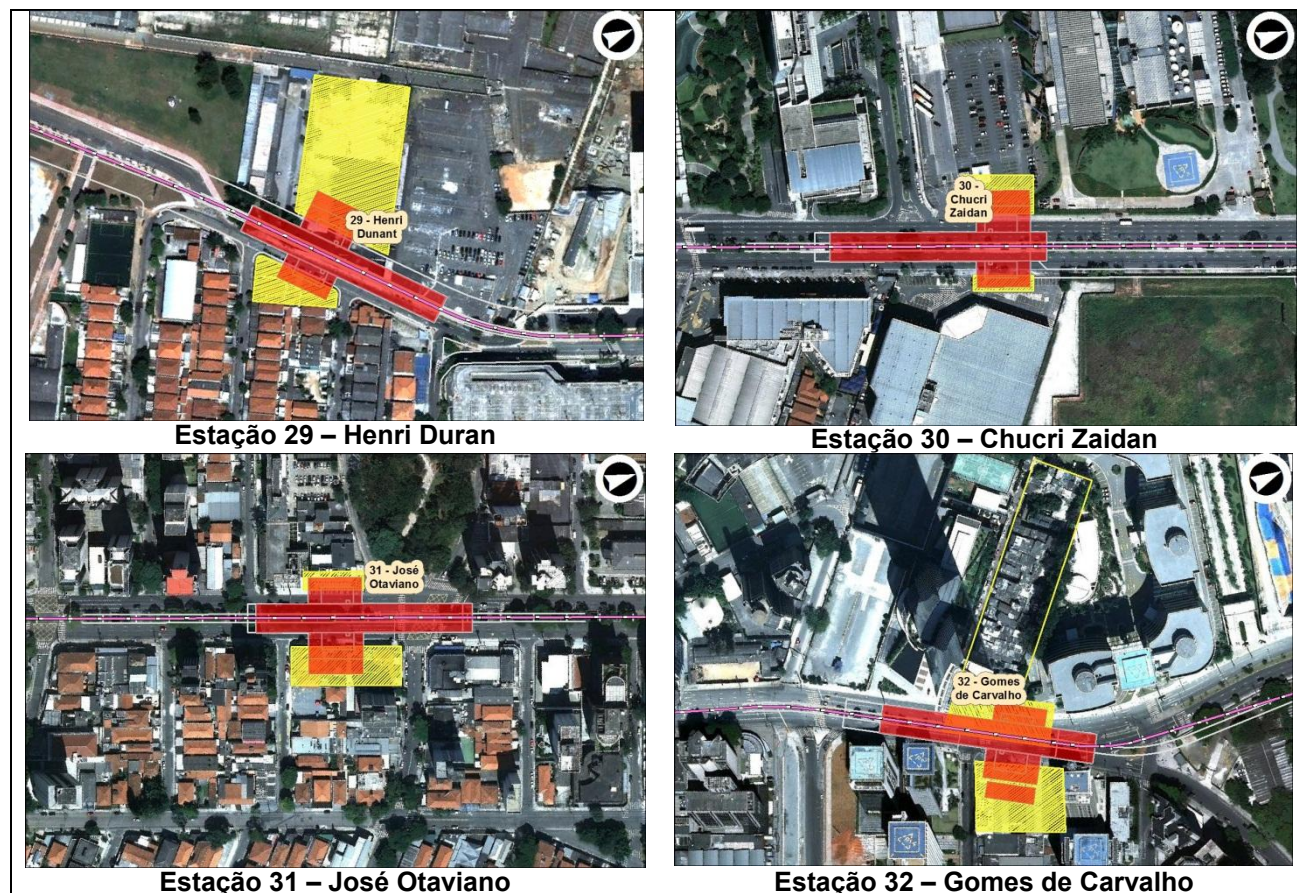 29 - Henri
Dunant
Estação 29 – Henri Duran
30 -
Chucri
Zaidan
Estação 30 – Chucri Zaidan
31 - José
Otaviano
Estação 31 – José Otaviano
32 - Gomes
de Carvalho
Estação 32 – Gomes de Carvalho